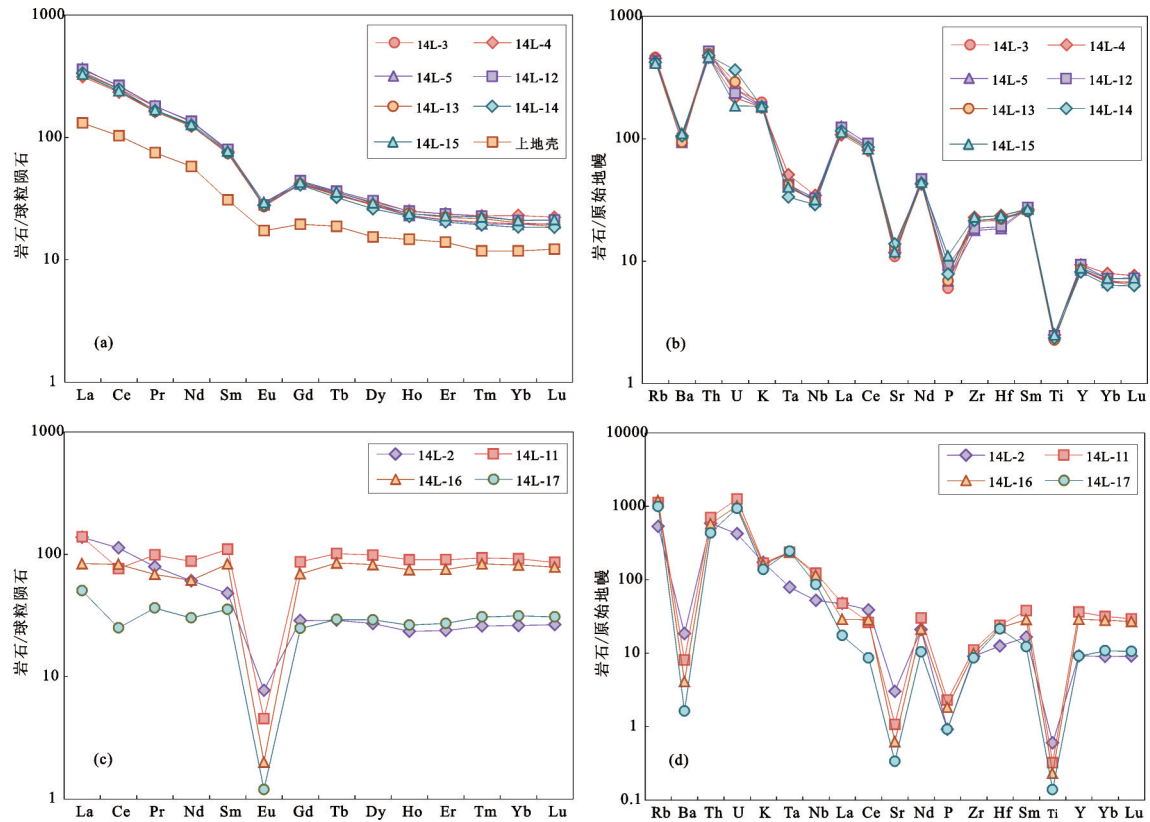 1000
100
10
1
岩石/球粒陨石
14L-3 14L-4
14L-5 14L-12
14L-13 14L-14
14L-15 上地壳
(a)
La Ce Pr Nd Sm Eu Gd Tb Dy Ho Er Tm Yb Lu
1000
100
10
1
岩石/原始地幔
14L-3 14L-4
14L-5 14L-12
14L-13 14L-14
14L-15
(b)
Rb Ba Th U K Ta Nb La Ce Sr Nd P Zr Hf Sm Ti Y Yb Lu
1000
100
10
1
岩石/球粒陨石
14L-2 14L-11
14L-16 14L-17
(c)
La Ce Pr Nd Sm Eu Gd Tb Dy Ho Er Tm Yb Lu
10000
1000
100
10
1
0.1
岩石/原始地幔
14L-2 14L-11
14L-16 14L-17
(d)
Rb Ba Th U K Ta Nb La Ce Sr Nd P Zr Hf Sm Ti Y Yb Lu